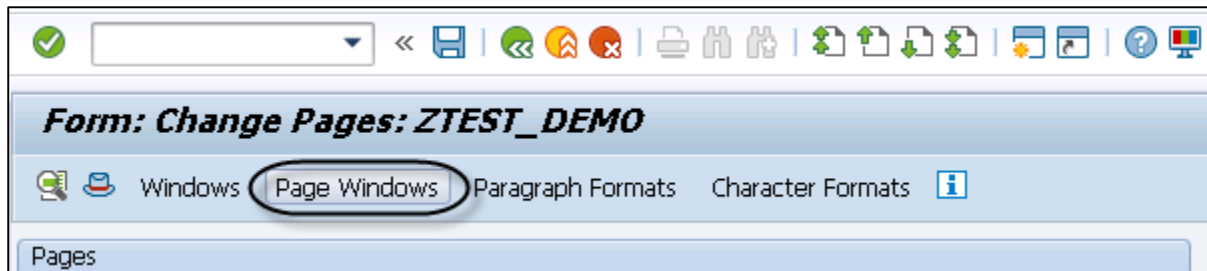 Form: Change Pages: ZTEST_DEMO
Windows Page Windows Paragraph Formats Character Formats
Pages